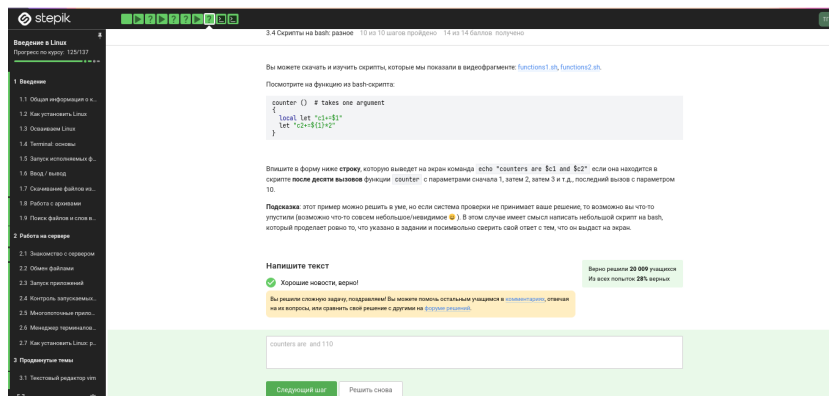 stepik
Введение в Linux
Прогресс по курсу: 125/137
1 Введение
1.1 Общая информация о к...
1.2 Как установить Linux
1.3 Осваиваем Linux
1.4 Terminal: основы
1.5 Запуск исполняемых ф...
1.6 Ввод / вывод
1.7 Скачивание файлов из...
1.8 Работа с архивами
1.9 Поиск файлов и слов в...
2 Работа на сервере
2.1 Знакомство с сервером
2.2 Обмен файлами
2.3 Запуск приложений
2.4 Контроль запускаемых...
2.5 Многопоточные прило...
2.6 Менеджер терминалов...
2.7 Как установить Linux: р...
3 Продвинутые темы
3.1 Текстовый редактор vim
3.4 Скрипты на bash: разное 10 из 10 шагов пройдено 14 из 14 баллов получено
Вы можете скачать и изучить скрипты, которые мы показали в видеофрагменте: functions1.sh, functions2.sh.
Посмотрите на функцию из bash-скрипта:
counter () # takes one argument
{
local let "c1+=$1"
let "c2+=${1}*2"
}
Впишите в форму ниже строку, которую выведет на экран команда echo "counters are $c1 and $c2" если она находится в
скрипте после десяти вызовов функции counter с параметрами сначала 1, затем 2, затем 3 и т.д., последний вызов с параметром
10.
Подсказка: этот пример можно решить в уме, но если система проверки не принимает ваше решение, то возможно вы что-то
упустили (возможно что-то совсем небольшое/невидимое 😄 ). В этом случае имеет смысл написать небольшой скрипт на bash,
который проделает ровно то, что указано в задании и посимвольно сверить свой ответ с тем, что он выдаст на экран.
Напишите текст
Хорошие новости, верно!
Верно решили 20 009 учащихся
Из всех попыток 28% верных
Вы решили сложную задачу, поздравляем! Вы можете помочь остальным учащимся в комментариях, отвечая
на их вопросы, или сравнить своё решение с другими на форуме решений.
counters are  and 110
Следующий шаг
Решить снова